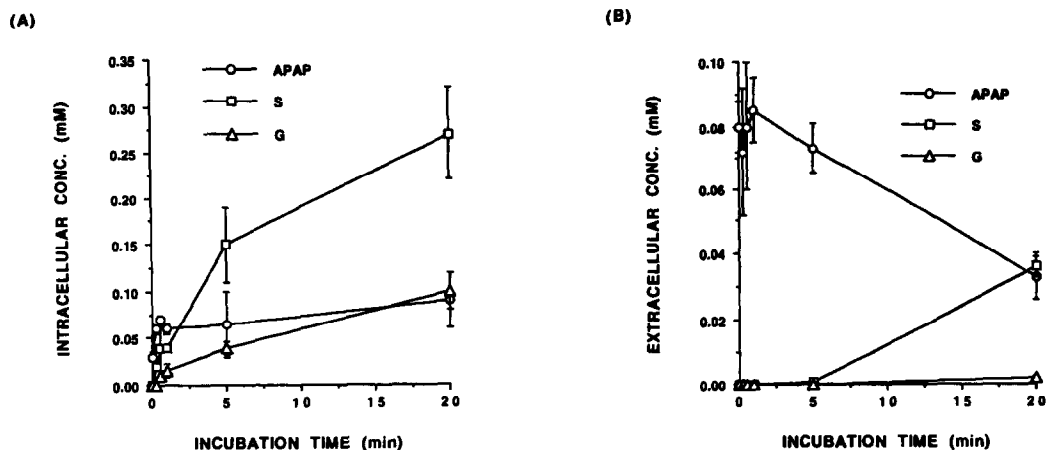 (A)
APAP
S
G
INTRACELLULAR CONC. (mM)
0.35
0.30
0.25
0.20
0.15
0.10
0.05
0.00
0
5
10
15
20
INCUBATION TIME (min)
(B)
APAP
S
G
EXTRACELLULAR CONC. (mM)
0.10
0.08
0.06
0.04
0.02
0.00
0
5
10
15
20
INCUBATION TIME (min)